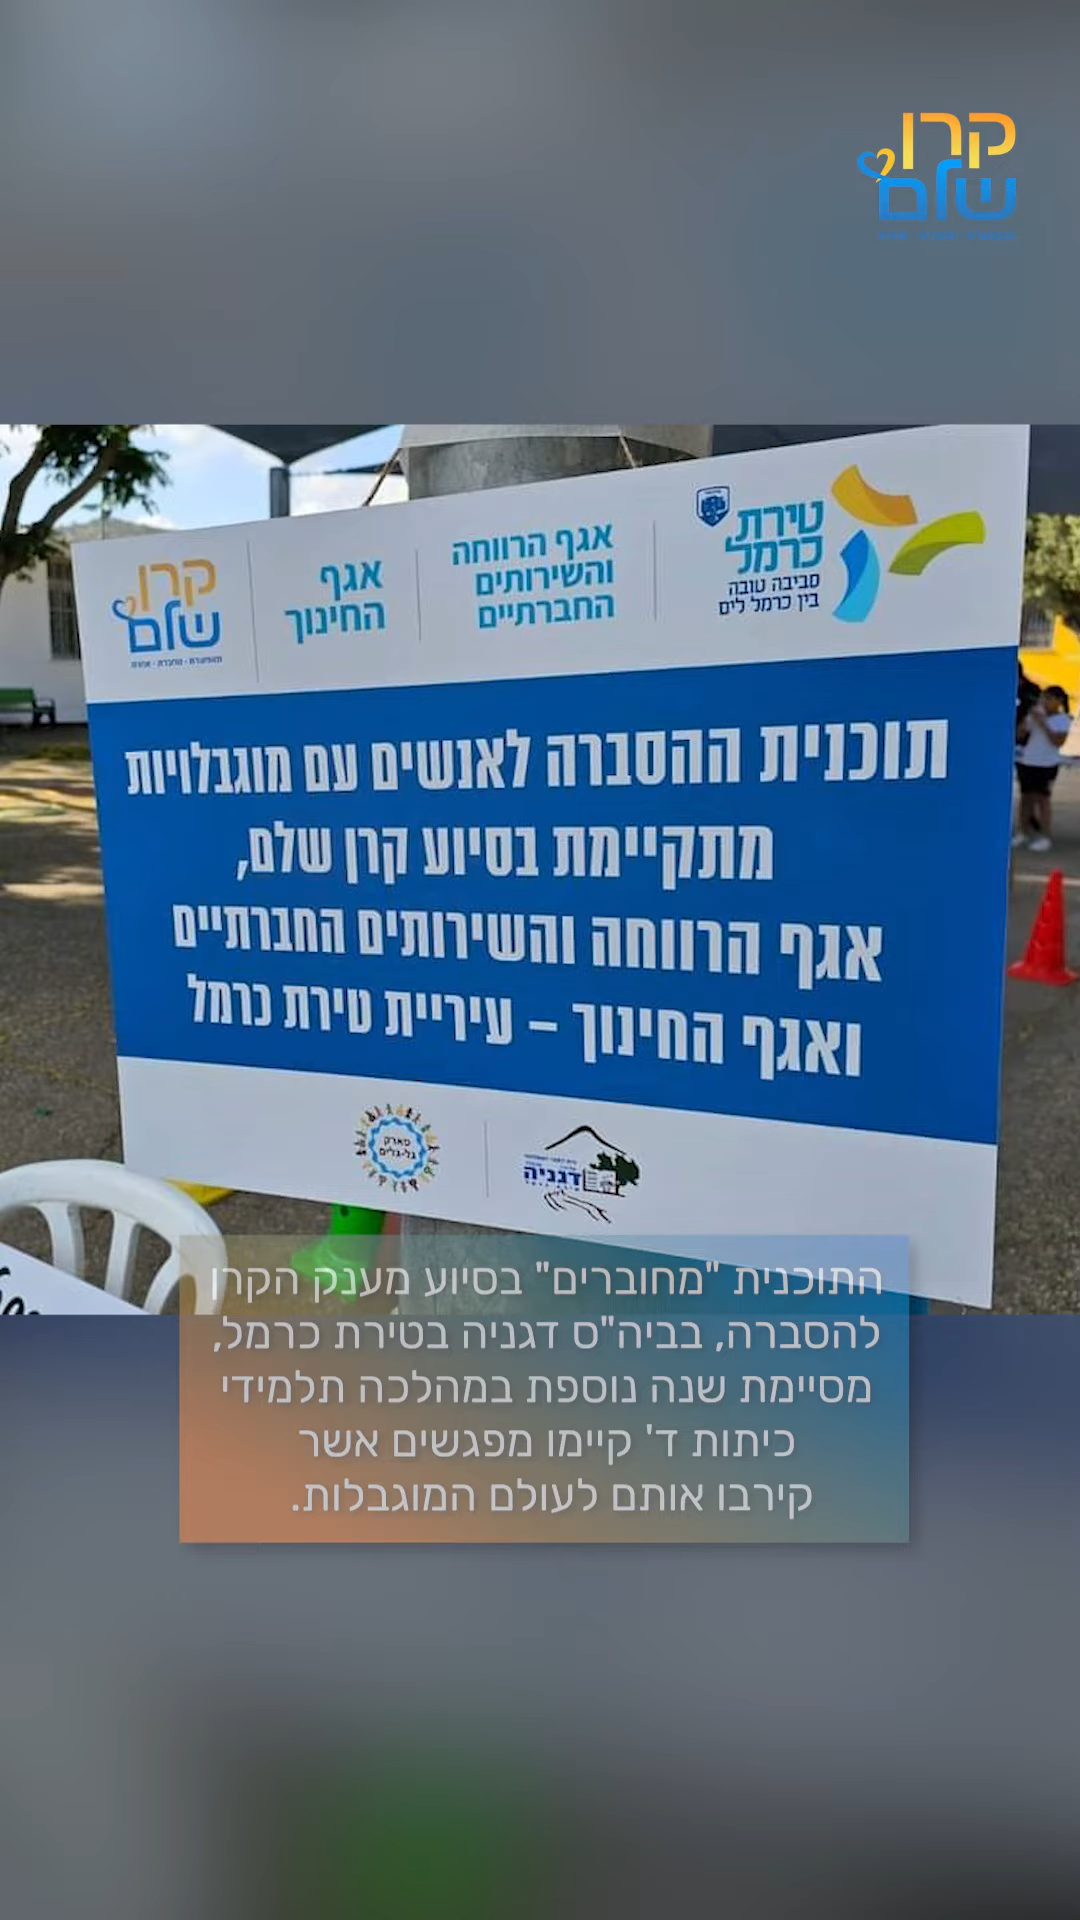 קרן
שלם
טירת
כרמל
סביבה טובה
בין כרמל לים
אגף הרווחה
והשירותים
החברתיים
אגף
החינוך
קרן
שלם
תוכנית ההסברה לאנשים עם מוגבלויות
מתקיימת בסיוע קרן שלם,
אגף הרווחה והשירותים החברתיים
ואגף החינוך – עיריית טירת כרמל
דגניה
פארק
גל-גלים
התוכנית "מחוברים" בסיוע מענק הקרן
להסברה, בביה"ס דגניה בטירת כרמל,
מסיימת שנה נוספת במהלכה תלמידי
כיתות ד' קיימו מפגשים אשר
קירבו אותם לעולם המוגבלות.